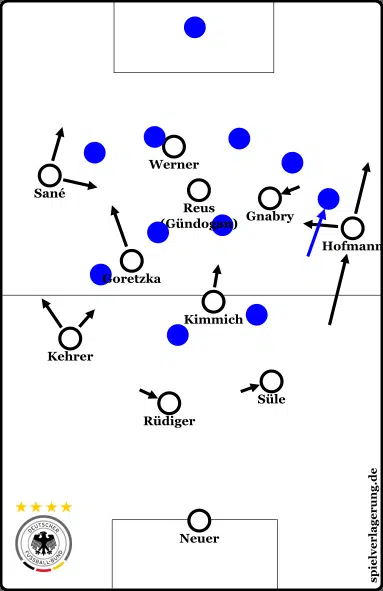 Werner
Sané
Reus
(Gündogan)
Gnabry
Hofmann
Goretzka
Kimmich
Kehrer
Süle
Rüdiger
Neuer
DEUTSCHER
FUSSBALL-BUND
spielverlagerung.de